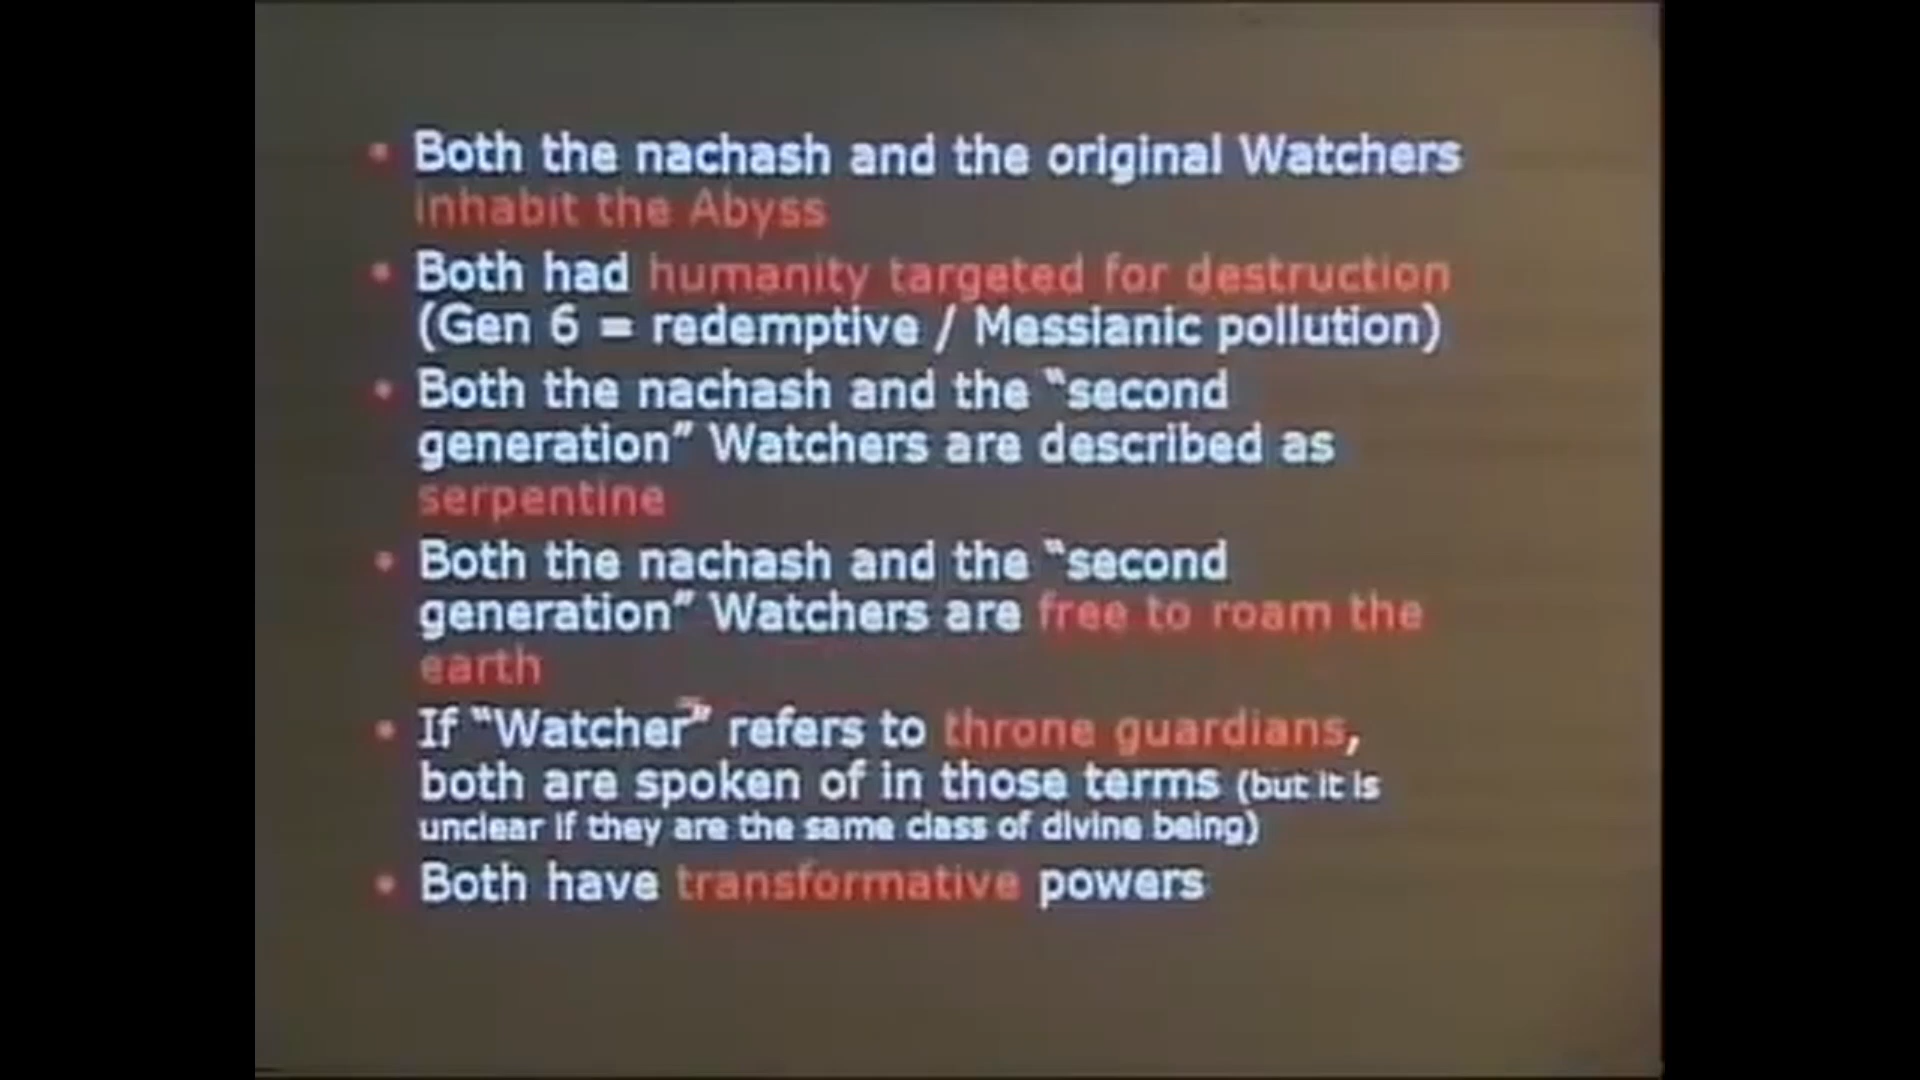 • Both the nachash and the original Watchers
inhabit the Abyss
• Both had humanity targeted for destruction
(Gen 6 = redemptive / Messianic pollution)
• Both the nachash and the “second
generation” Watchers are described as
serpentine
• Both the nachash and the “second
generation” Watchers are free to roam the
earth
• If “Watcher” refers to throne guardians,
both are spoken of in those terms (but it is
unclear if they are the same class of divine being)
• Both have transformative powers